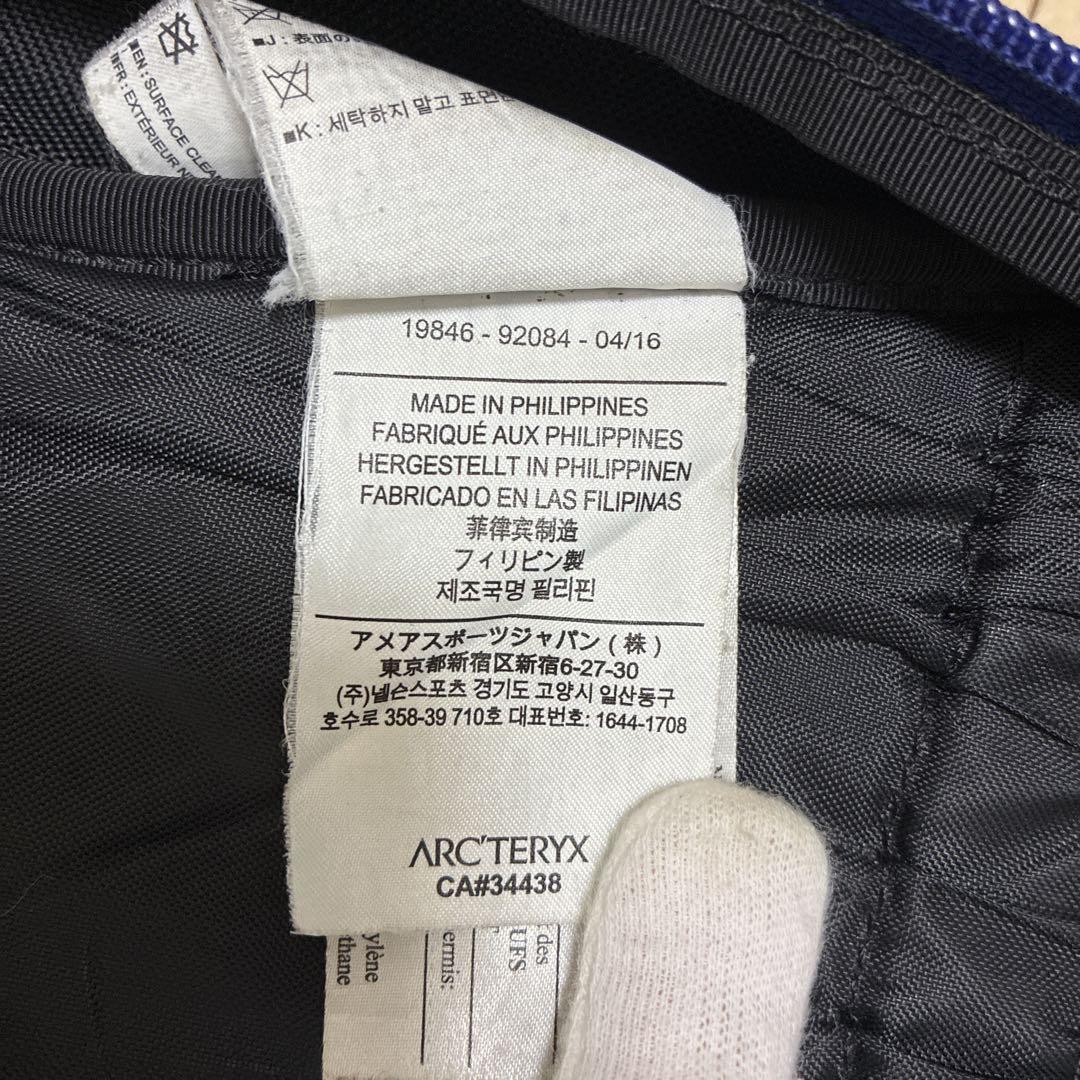 ■EN : SURFACE CLEA
■FR : EXTÉRIEUR N
■J : 表面の
■K : 세탁하지 말고 표면만
19846 - 92084 - 04/16
MADE IN PHILIPPINES
FABRIQUÉ AUX PHILIPPINES
HERGESTELLT IN PHILIPPINEN
FABRICADO EN LAS FILIPINAS
菲律宾制造
フィリピン製
제조국명 필리핀
アメアスポーツジャパン ( 株 )
東京都新宿区新宿6-27-30
(주)넬슨스포츠 경기도 고양시 일산동구
호수로 358-39 710호 대표번호: 1644-1708
ARC'TERYX
CA#34438
des
UES
ermis:
ylène
thane